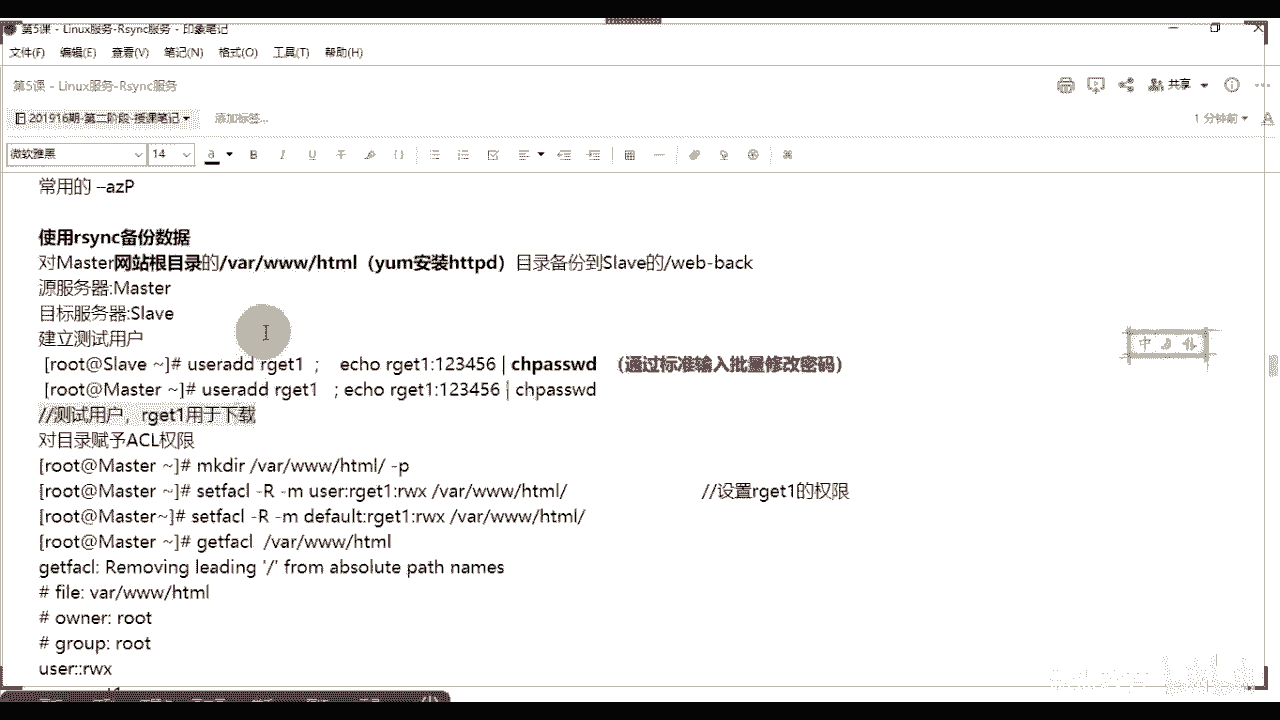 第5课 - Linux服务-Rsync服务 - 印象笔记
文件(F) 编辑(E) 查看(V) 笔记(N) 格式(O) 工具(T) 帮助(H)
第5课 - Linux服务-Rsync服务
共享
201916期-第二阶段-授课笔记
添加标签...
1 分钟前
微软雅黑 14
常用的 –azP
使用rsync备份数据
对Master网站根目录的/var/www/html（yum安装httpd）目录备份到Slave的/web-back
源服务器:Master
目标服务器:Slave
建立测试用户
[root@Slave ~]# useradd rget1 ; echo rget1:123456 | chpasswd （通过标准输入批量修改密码）
[root@Master ~]# useradd rget1 ; echo rget1:123456 | chpasswd
//测试用户，rget1用于下载
对目录赋予ACL权限
[root@Master ~]# mkdir /var/www/html/ -p
[root@Master ~]# setfacl -R -m user:rget1:rwx /var/www/html/ //设置rget1的权限
[root@Master~]# setfacl -R -m default:rget1:rwx /var/www/html/
[root@Master ~]# getfacl /var/www/html
getfacl: Removing leading '/' from absolute path names
# file: var/www/html
# owner: root
# group: root
user::rwx